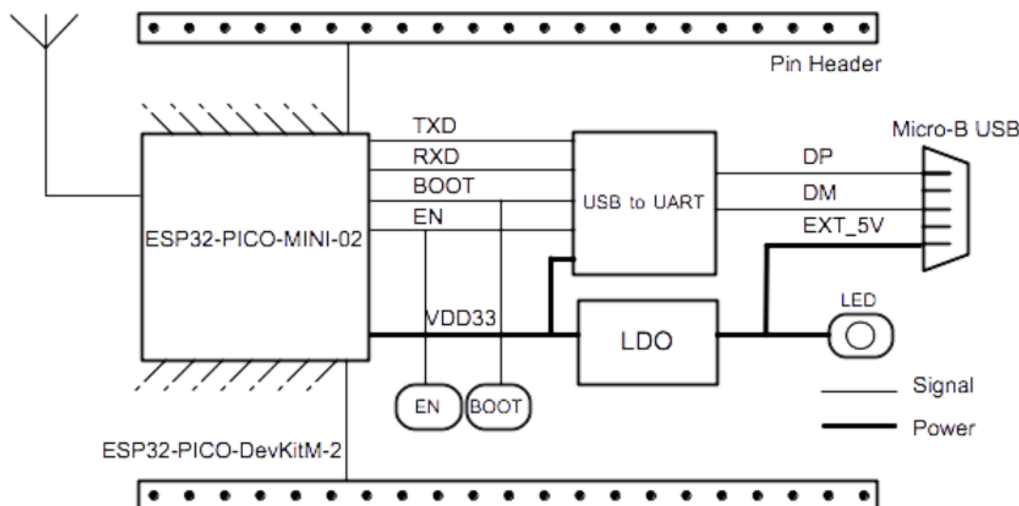 Pin Header
Micro-B USB
TXD
RXD
BOOT
EN
DP
DM
EXT_5V
USB to UART
ESP32-PICO-MINI-02
VDD33
LDO
LED
EN
BOOT
Signal
Power
ESP32-PICO-DevKitM-2